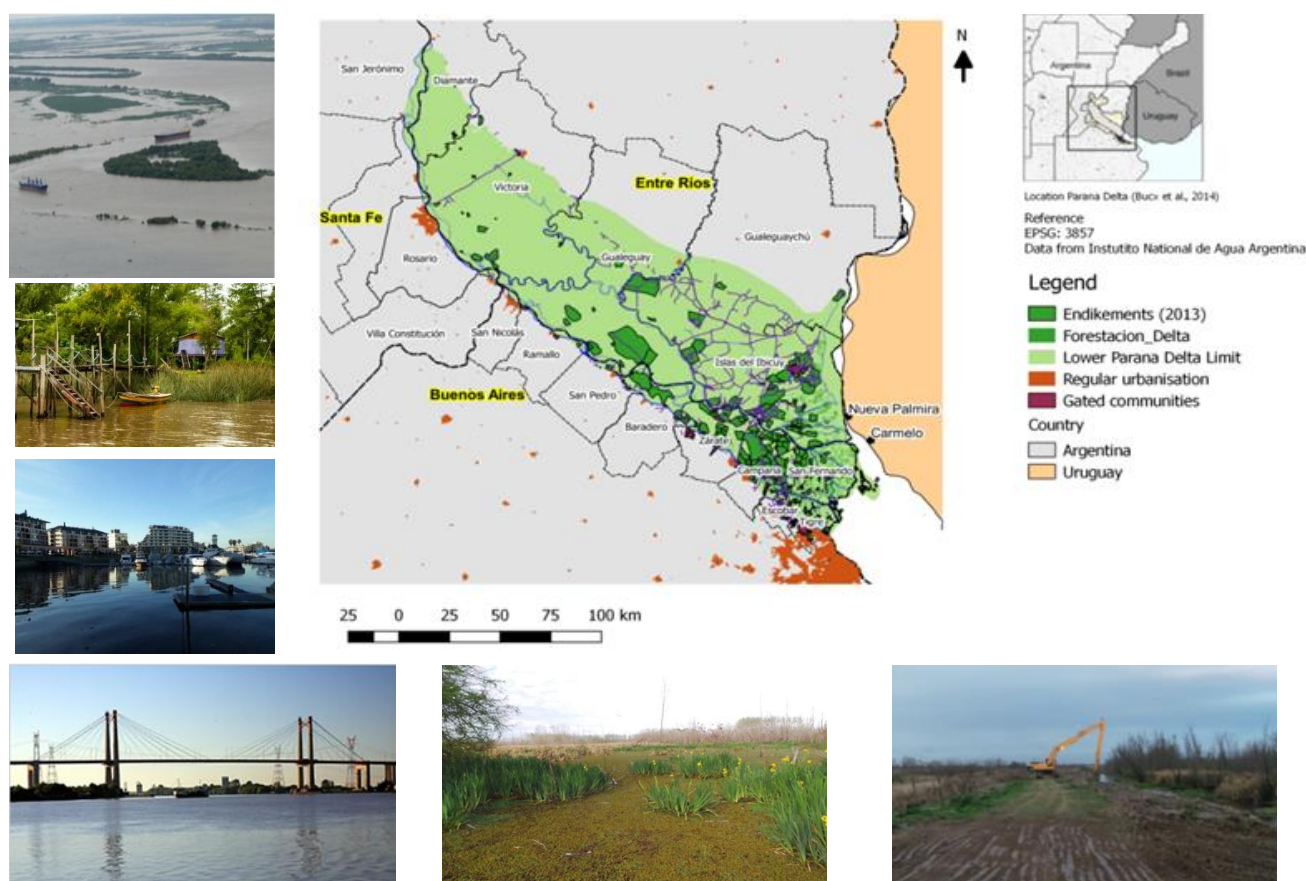 San Jerónimo
Diamante
Victoria
Entre Rios
Santa Fe
Gualeguaychú
Rosario
Gualeguay
Villa Constitución
San Nicolás
Ramallo
Islas del Ibicuy
Buenos Aires
San Pedro
Nueva Palmira
Baradero
Carmelo
Zárate
Campana
San Fernando
Escobar
Tigre
N
25 0 25 50 75 100 km
Argentina
Brazil
Uruguay
Location Parana Delta (Bucx et al., 2014)
Reference
EPSG: 3857
Data from Instutito National de Agua Argentina
Legend
Endikements (2013)
Forestacion_Delta
Lower Parana Delta Limit
Regular urbanisation
Gated communities
Country
Argentina
Uruguay